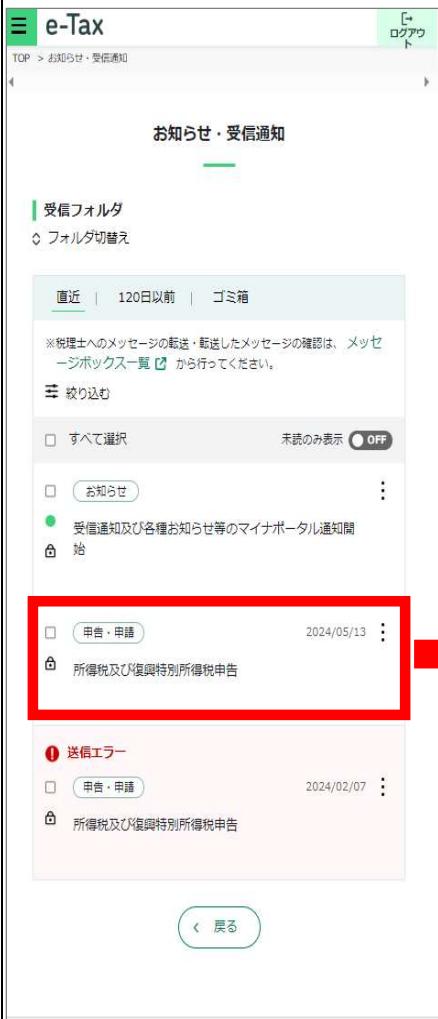 e-Tax
ログアウ
ト
TOP > お知らせ・受信通知
お知らせ・受信通知
受信フォルダ
フォルダ切替え
直近 | 120日以前 | ゴミ箱
※税理士へのメッセージの転送・転送したメッセージの確認は、メッセ
ージボックス一覧 から行ってください。
絞り込む
すべて選択 未読のみ表示 OFF
お知らせ
受信通知及び各種お知らせ等のマイナポータル通知開
始
申告・申請 2024/05/13
所得税及び復興特別所得税申告
送信エラー
申告・申請 2024/02/07
所得税及び復興特別所得税申告
戻る